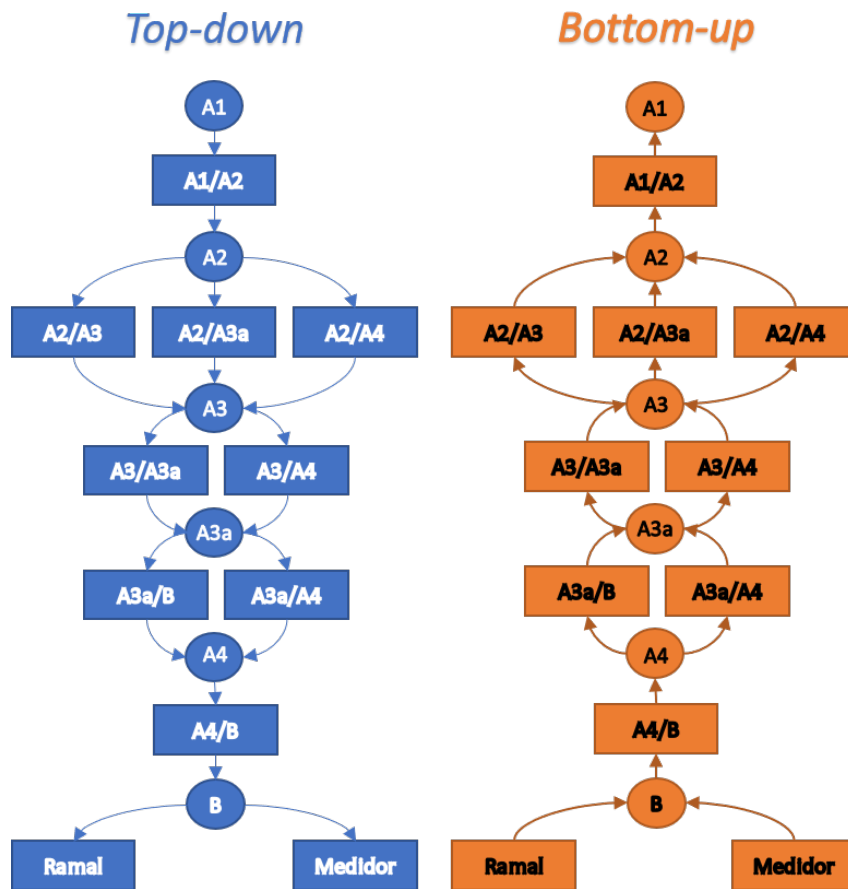 Top-down
A1
A1/A2
A2
A2/A3 A2/A3a A2/A4
A3
A3/A3a A3/A4
A3a
A3a/B A3a/A4
A4
A4/B
B
Ramal Medidor
Bottom-up
A1
A1/A2
A2
A2/A3 A2/A3a A2/A4
A3
A3/A3a A3/A4
A3a
A3a/B A3a/A4
A4
A4/B
B
Ramal Medidor